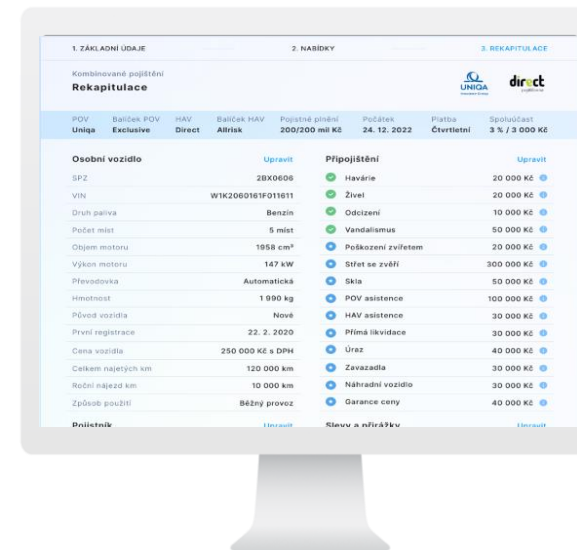 1. ZÁKLADNÍ ÚDAJE 2. NABÍDKY 3. REKAPITULACE
Kombinované pojištění
Rekapitulace
UNIQA
direct
POV Balíček POV HAV Balíček HAV Pojistné plnění Počátek Platba Spoluúčast
Uniqa Exclusive Direct Allrisk 200/200 mil Kč 24. 12. 2022 Čtvrtletní 3 % / 3 000 Kč
Osobní vozidlo Upravit
SPZ 2BX0606
VIN W1K2060161F011611
Druh paliva Benzin
Počet míst 5 míst
Objem motoru 1958 cm³
Výkon motoru 147 kW
Převodovka Automatická
Hmotnost 1 990 kg
Původ vozidla Nové
První registrace 22. 2. 2020
Cena vozidla 250 000 Kč s DPH
Celkem najetých km 120 000 km
Roční nájezd km 10 000 km
Způsob použití Běžný provoz
Pojistník Upravit
Připojištění Upravit
Havárie 20 000 Kč
Živel 20 000 Kč
Odcizení 10 000 Kč
Vandalismus 50 000 Kč
Poškození zvířetem 20 000 Kč
Střet se zvěří 300 000 Kč
Skla 50 000 Kč
POV asistence 100 000 Kč
HAV asistence 30 000 Kč
Přímá likvidace 30 000 Kč
Úraz 40 000 Kč
Zavazadla 30 000 Kč
Náhradní vozidlo 30 000 Kč
Garance ceny 40 000 Kč
Slevy a přirážky Upravit